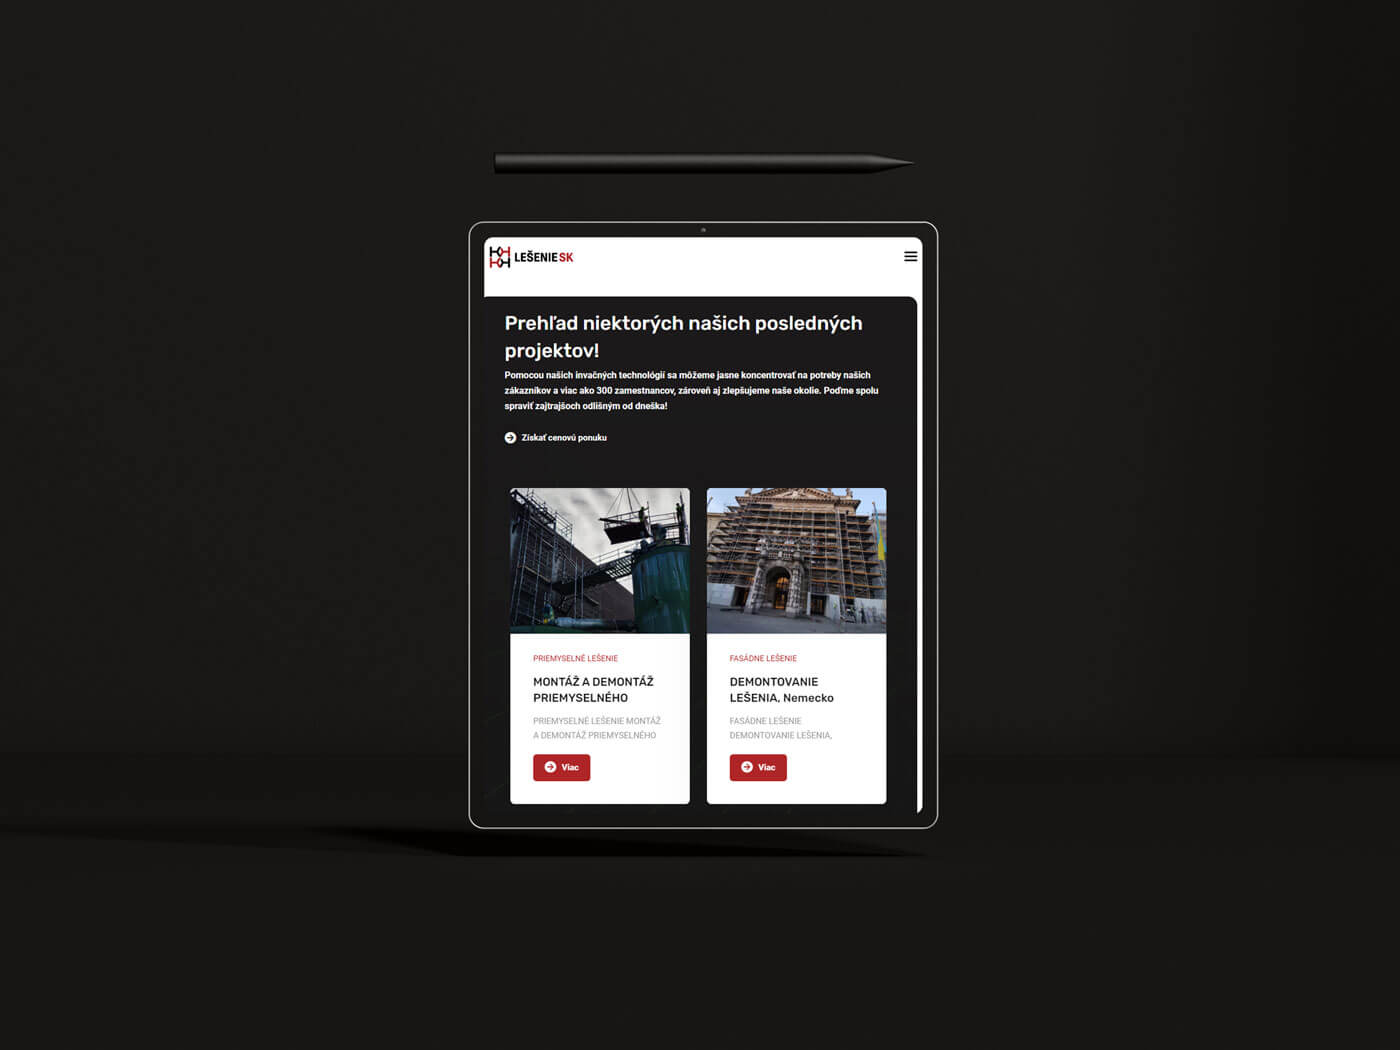 LEŠENIE SK
Prehľad niektorých našich posledných
projektov!
Pomocou našich invačných technológií sa môžeme jasne koncentrovať na potreby našich
zákazníkov a viac ako 300 zamestnancov, zároveň aj zlepšujeme naše okolie. Poďme spolu
spraviť zajtrajšoch odlišným od dneška!
Získať cenovú ponuku
PRIEMYSELNÉ LEŠENIE
MONTÁŽ A DEMONTÁŽ
PRIEMYSELNÉHO
PRIEMYSELNÉ LEŠENIE MONTÁŽ
A DEMONTÁŽ PRIEMYSELNÉHO
Viac
FASÁDNE LEŠENIE
DEMONTOVANIE
LEŠENIA, Nemecko
FASÁDNE LEŠENIE
DEMONTOVANIE LEŠENIA,
Viac